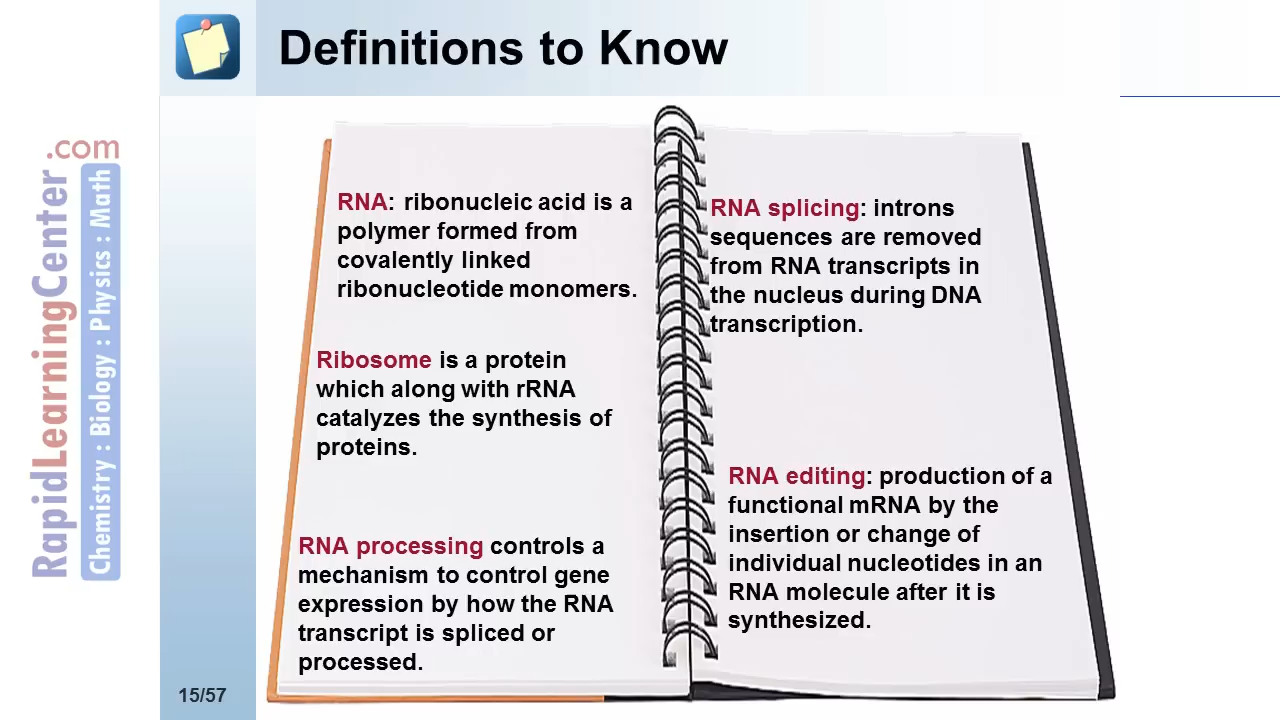 Definitions to Know
RapidLearningCenter.com
Chemistry : Biology : Physics : Math
RNA: ribonucleic acid is a
polymer formed from
covalently linked
ribonucleotide monomers.
Ribosome is a protein
which along with rRNA
catalyzes the synthesis of
proteins.
RNA processing controls a
mechanism to control gene
expression by how the RNA
transcript is spliced or
processed.
RNA splicing: introns
sequences are removed
from RNA transcripts in
the nucleus during DNA
transcription.
RNA editing: production of a
functional mRNA by the
insertion or change of
individual nucleotides in an
RNA molecule after it is
synthesized.
15/57